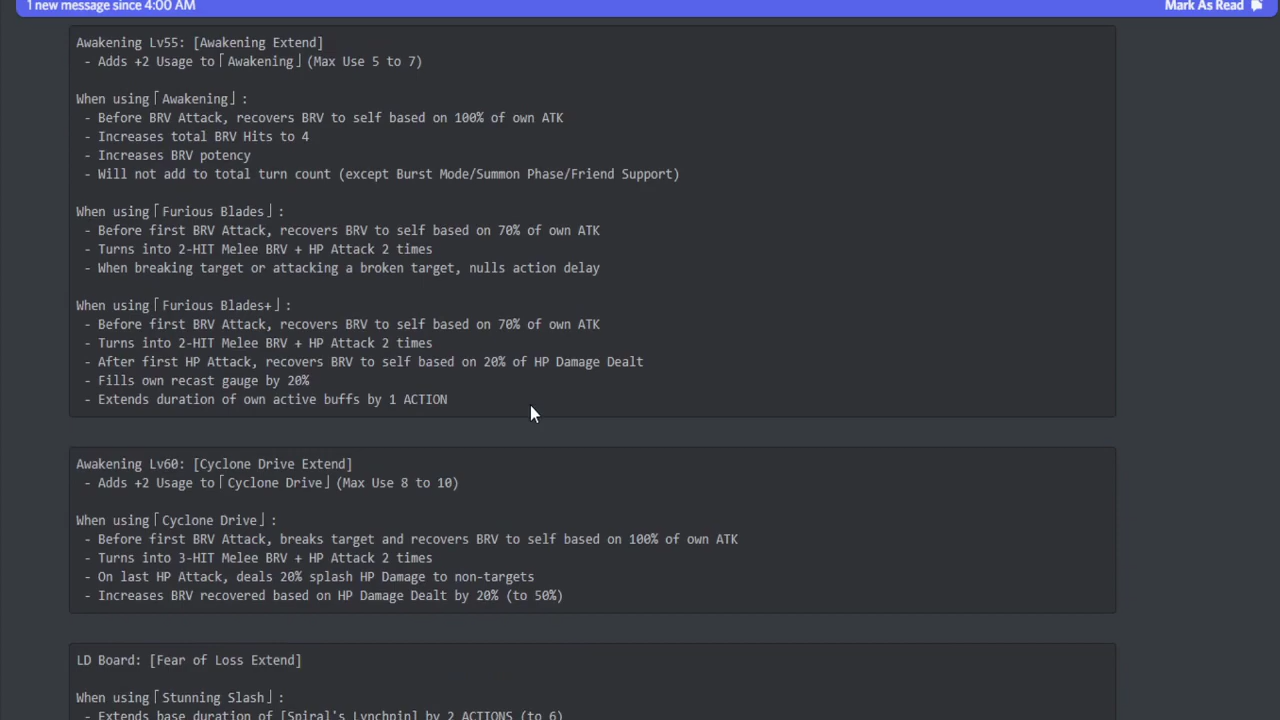 1 new message since 4:00 AM
Mark As Read
Awakening Lv55: [Awakening Extend]
- Adds +2 Usage to「Awakening」(Max Use 5 to 7)
When using「Awakening」:
- Before BRV Attack, recovers BRV to self based on 100% of own ATK
- Increases total BRV Hits to 4
- Increases BRV potency
- Will not add to total turn count (except Burst Mode/Summon Phase/Friend Support)
When using「Furious Blades」:
- Before first BRV Attack, recovers BRV to self based on 70% of own ATK
- Turns into 2-HIT Melee BRV + HP Attack 2 times
- When breaking target or attacking a broken target, nulls action delay
When using「Furious Blades+」:
- Before first BRV Attack, recovers BRV to self based on 70% of own ATK
- Turns into 2-HIT Melee BRV + HP Attack 2 times
- After first HP Attack, recovers BRV to self based on 20% of HP Damage Dealt
- Fills own recast gauge by 20%
- Extends duration of own active buffs by 1 ACTION
Awakening Lv60: [Cyclone Drive Extend]
- Adds +2 Usage to「Cyclone Drive」(Max Use 8 to 10)
When using「Cyclone Drive」:
- Before first BRV Attack, breaks target and recovers BRV to self based on 100% of own ATK
- Turns into 3-HIT Melee BRV + HP Attack 2 times
- On last HP Attack, deals 20% splash HP Damage to non-targets
- Increases BRV recovered based on HP Damage Dealt by 20% (to 50%)
LD Board: [Fear of Loss Extend]
When using「Stunning Slash」:
- Extends base duration of [Spiral's Lynchpin] by 2 ACTIONS (to 6)